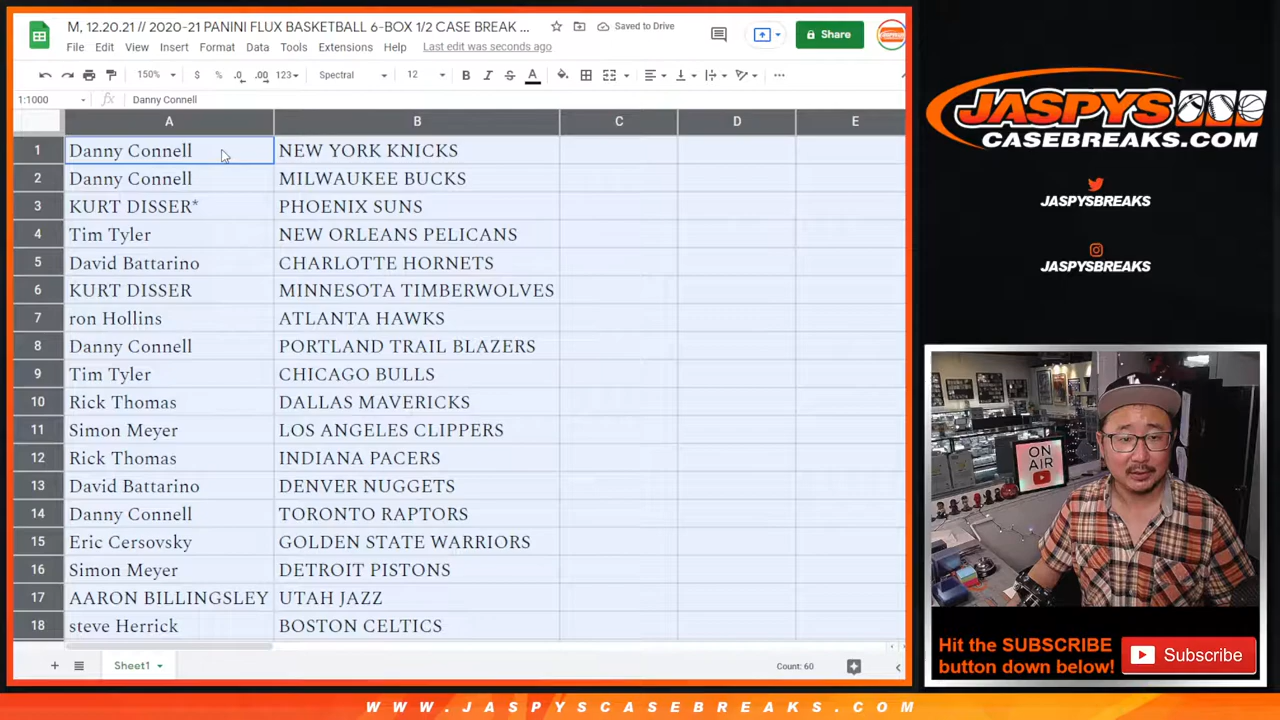 M, 12.20.21 // 2020-21 PANINI FLUX BASKETBALL 6-BOX 1/2 CASE BREAK ...
Saved to Drive
File Edit View Insert Format Data Tools Extensions Help Last edit was seconds ago
Share
150% $ % .0 .00 123 Spectral 12 B I S A
1:1000 fx Danny Connell
A B C D E
1 Danny Connell NEW YORK KNICKS
2 Danny Connell MILWAUKEE BUCKS
3 KURT DISSER* PHOENIX SUNS
4 Tim Tyler NEW ORLEANS PELICANS
5 David Battarino CHARLOTTE HORNETS
6 KURT DISSER MINNESOTA TIMBERWOLVES
7 ron Hollins ATLANTA HAWKS
8 Danny Connell PORTLAND TRAIL BLAZERS
9 Tim Tyler CHICAGO BULLS
10 Rick Thomas DALLAS MAVERICKS
11 Simon Meyer LOS ANGELES CLIPPERS
12 Rick Thomas INDIANA PACERS
13 David Battarino DENVER NUGGETS
14 Danny Connell TORONTO RAPTORS
15 Eric Cersovsky GOLDEN STATE WARRIORS
16 Simon Meyer DETROIT PISTONS
17 AARON BILLINGSLEY UTAH JAZZ
18 steve Herrick BOSTON CELTICS
+ Sheet1 Count: 60
JASPYS
CASEBREAKS.COM
JASPYSBREAKS
JASPYSBREAKS
ON
AIR
Hit the SUBSCRIBE
button down below!
Subscribe
WWW.JASPYSCASEBREAKS.COM